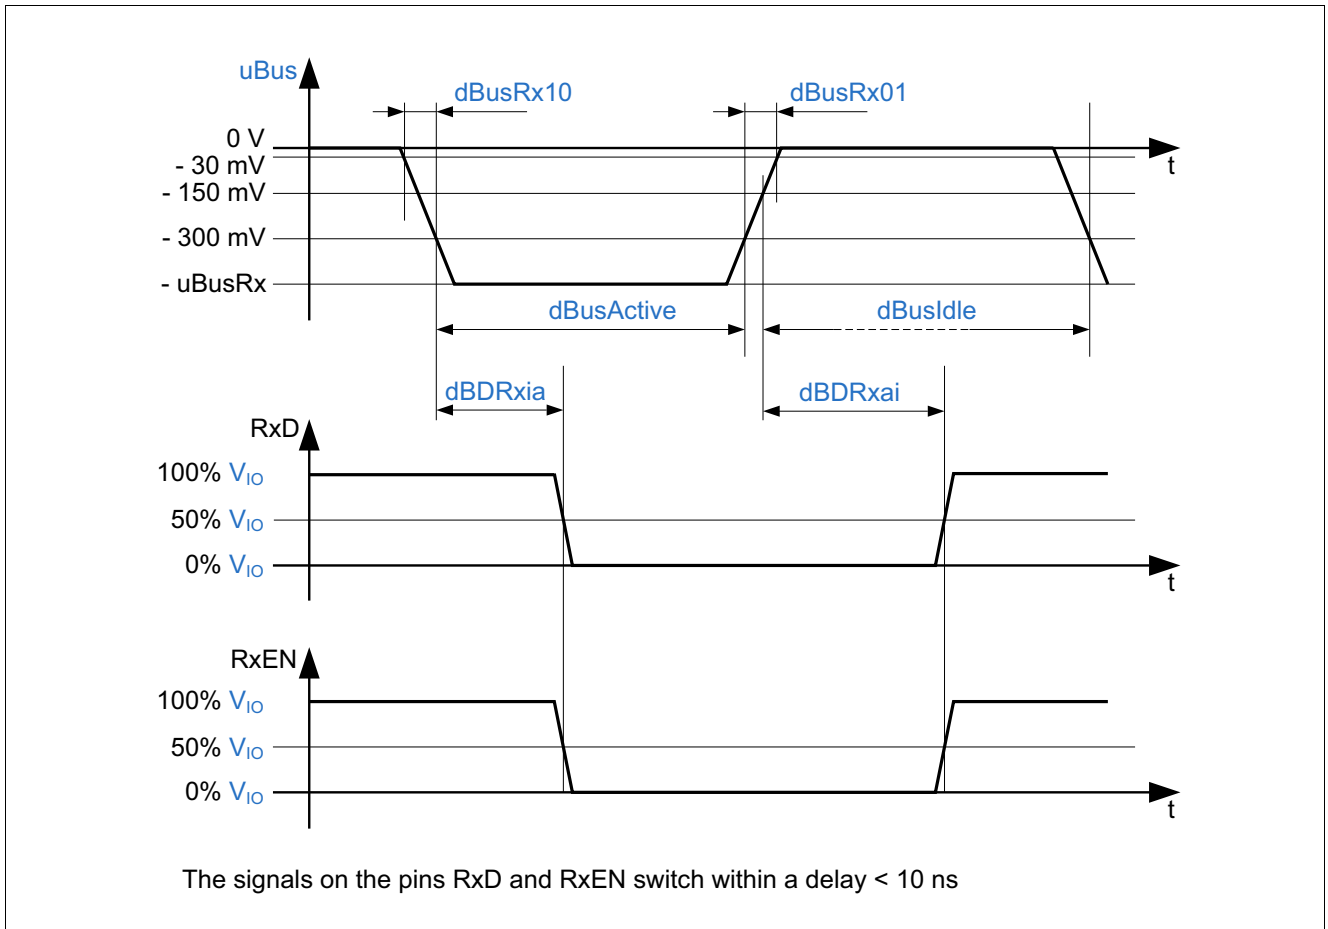 uBus
dBusRx10
dBusRx01
0 V
- 30 mV
- 150 mV
- 300 mV
- uBusRx
t
dBusActive
dBusIdle
dBDRxia
dBDRxai
RxD
100% VIO
50% VIO
0% VIO
t
RxEN
100% VIO
50% VIO
0% VIO
t
The signals on the pins RxD and RxEN switch within a delay < 10 ns